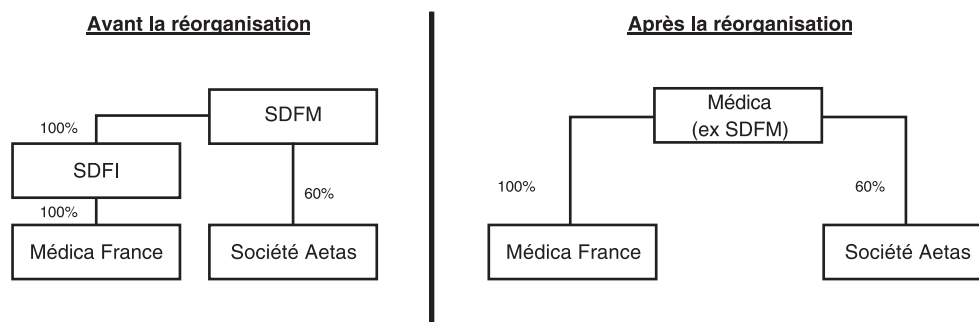 Avant la réorganisation
SDFM
100%
SDFI
60%
100%
Médica France
Société Aetas
Après la réorganisation
Médica
(ex SDFM)
100%
60%
Médica France
Société Aetas